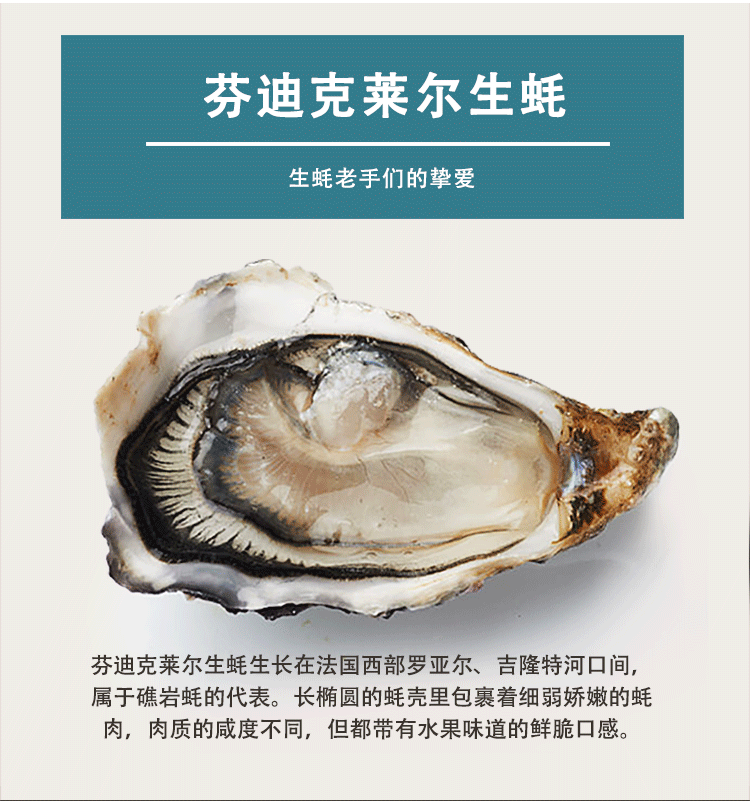 芬迪克莱尔生蚝
生蚝老手们的挚爱
芬迪克莱尔生蚝生长在法国西部罗亚尔、吉隆特河口间，
属于礁岩蚝的代表。长椭圆的蚝壳里包裹着细弱娇嫩的蚝
肉，肉质的咸度不同，但都带有水果味道的鲜脆口感。